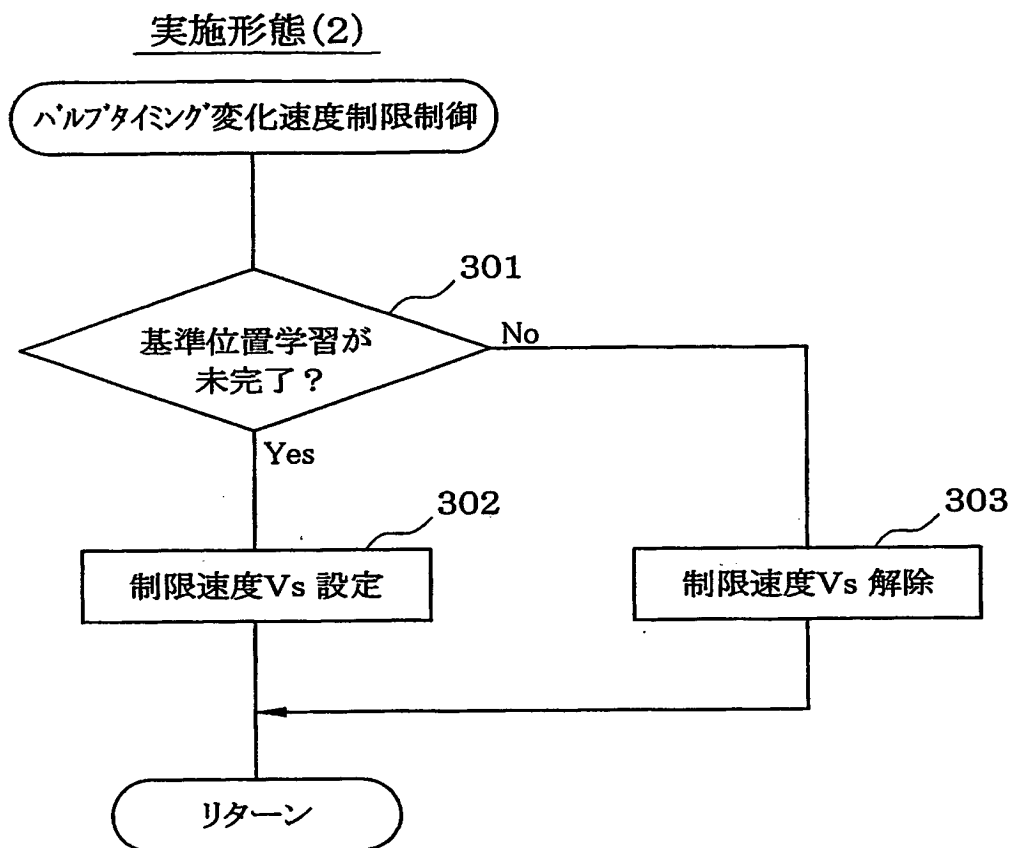 実施形態(2)
バルブタイミング変化速度制限制御
301
基準位置学習が
未完了?
No
Yes
302
制限速度Vs 設定
303
制限速度Vs 解除
リターン